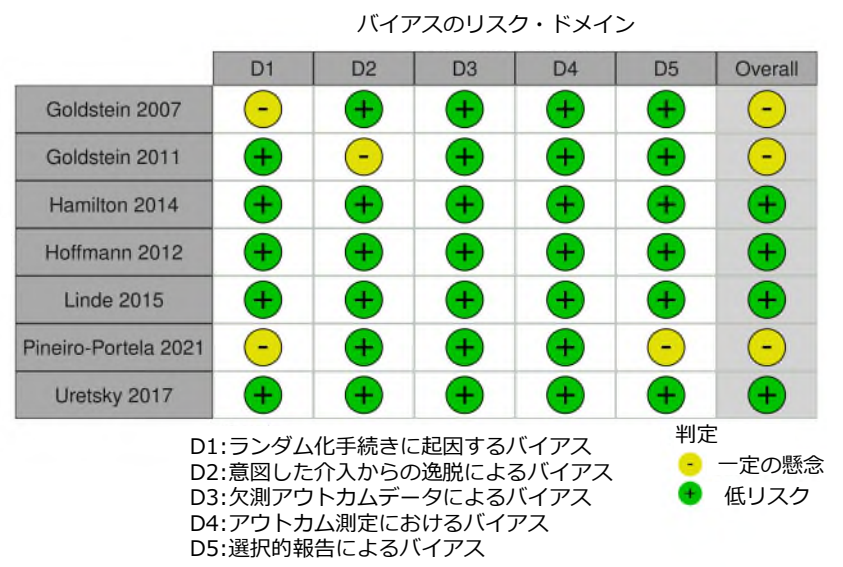 バイアスのリスク・ドメイン
D1 D2 D3 D4 D5 Overall
Goldstein 2007 - + + + + -
Goldstein 2011 + - + + + -
Hamilton 2014 + + + + + +
Hoffmann 2012 + + + + + +
Linde 2015 + + + + + +
Pineiro-Portela 2021 - + + + - -
Uretsky 2017 + + + + + +
D1:ランダム化手続きに起因するバイアス
D2:意図した介入からの逸脱によるバイアス
D3:欠測アウトカムデータによるバイアス
D4:アウトカム測定におけるバイアス
D5:選択的報告によるバイアス
判定
- 一定の懸念
+ 低リスク